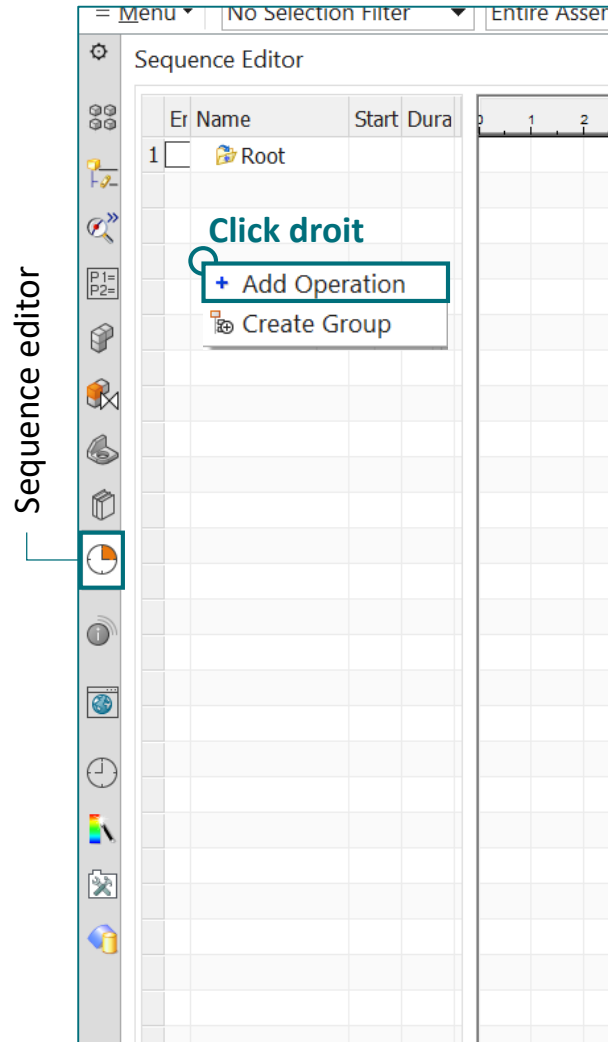 Menu
No Selection Filter
Entire Asser
Sequence Editor
Er Name Start Dura
1 2
1 Root
Click droit
+ Add Operation
Create Group
P1=
P2=
Sequence editor